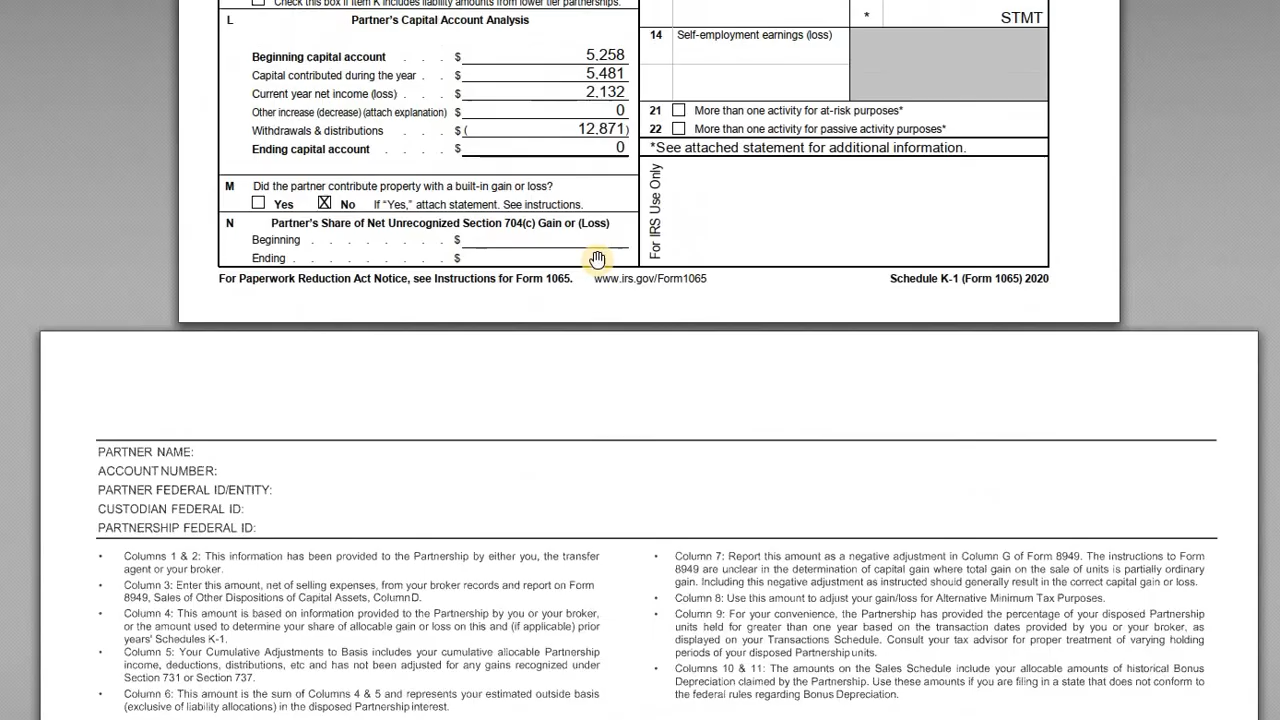 Check this box if Item K includes liability amounts from lower tier partnerships.
L Partner's Capital Account Analysis
Beginning capital account . . . $ 5.258
Capital contributed during the year . . $ 5.481
Current year net income (loss) . . . $ 2.132
Other increase (decrease) (attach explanation) $ 0
Withdrawals & distributions . . . $ ( 12.871)
Ending capital account . . . . $ 0
M Did the partner contribute property with a built-in gain or loss?
Yes X No If “Yes,” attach statement. See instructions.
N Partner's Share of Net Unrecognized Section 704(c) Gain or (Loss)
Beginning . . . . . . . . $
Ending . . . . . . . . . $
* STMT
14 Self-employment earnings (loss)
21 More than one activity for at-risk purposes*
22 More than one activity for passive activity purposes*
*See attached statement for additional information.
For IRS Use Only
For Paperwork Reduction Act Notice, see Instructions for Form 1065. www.irs.gov/Form1065 Schedule K-1 (Form 1065) 2020
PARTNER NAME:
ACCOUNT NUMBER:
PARTNER FEDERAL ID/ENTITY:
CUSTODIAN FEDERAL ID:
PARTNERSHIP FEDERAL ID:
• Columns 1 & 2: This information has been provided to the Partnership by either you, the transfer
agent or your broker.
• Column 3: Enter this amount, net of selling expenses, from your broker records and report on Form
8949, Sales of Other Dispositions of Capital Assets, Column D.
• Column 4: This amount is based on information provided to the Partnership by you or your broker,
or the amount used to determine your share of allocable gain or loss on this and (if applicable) prior
years' Schedules K-1.
• Column 5: Your Cumulative Adjustments to Basis includes your cumulative allocable Partnership
income, deductions, distributions, etc and has not been adjusted for any gains recognized under
Section 731 or Section 737.
• Column 6: This amount is the sum of Columns 4 & 5 and represents your estimated outside basis
(exclusive of liability allocations) in the disposed Partnership interest.
• Column 7: Report this amount as a negative adjustment in Column G of Form 8949. The instructions to Form
8949 are unclear in the determination of capital gain where total gain on the sale of units is partially ordinary
gain. Including this negative adjustment as instructed should generally result in the correct capital gain or loss.
• Column 8: Use this amount to adjust your gain/loss for Alternative Minimum Tax Purposes.
• Column 9: For your convenience, the Partnership has provided the percentage of your disposed Partnership
units held for greater than one year based on the transaction dates provided by you or your broker, as
displayed on your Transactions Schedule. Consult your tax advisor for proper treatment of varying holding
periods of your disposed Partnership units.
• Columns 10 & 11: The amounts on the Sales Schedule include your allocable amounts of historical Bonus
Depreciation claimed by the Partnership. Use these amounts if you are filing in a state that does not conform to
the federal rules regarding Bonus Depreciation.